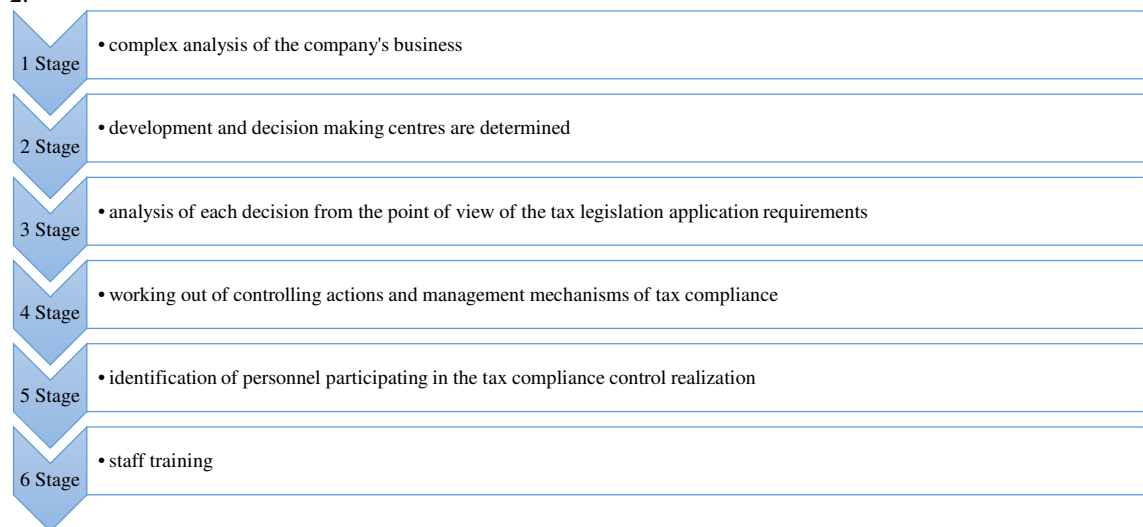 1 Stage
• complex analysis of the company's business
2 Stage
• development and decision making centres are determined
3 Stage
• analysis of each decision from the point of view of the tax legislation application requirements
4 Stage
• working out of controlling actions and management mechanisms of tax compliance
5 Stage
• identification of personnel participating in the tax compliance control realization
6 Stage
• staff training